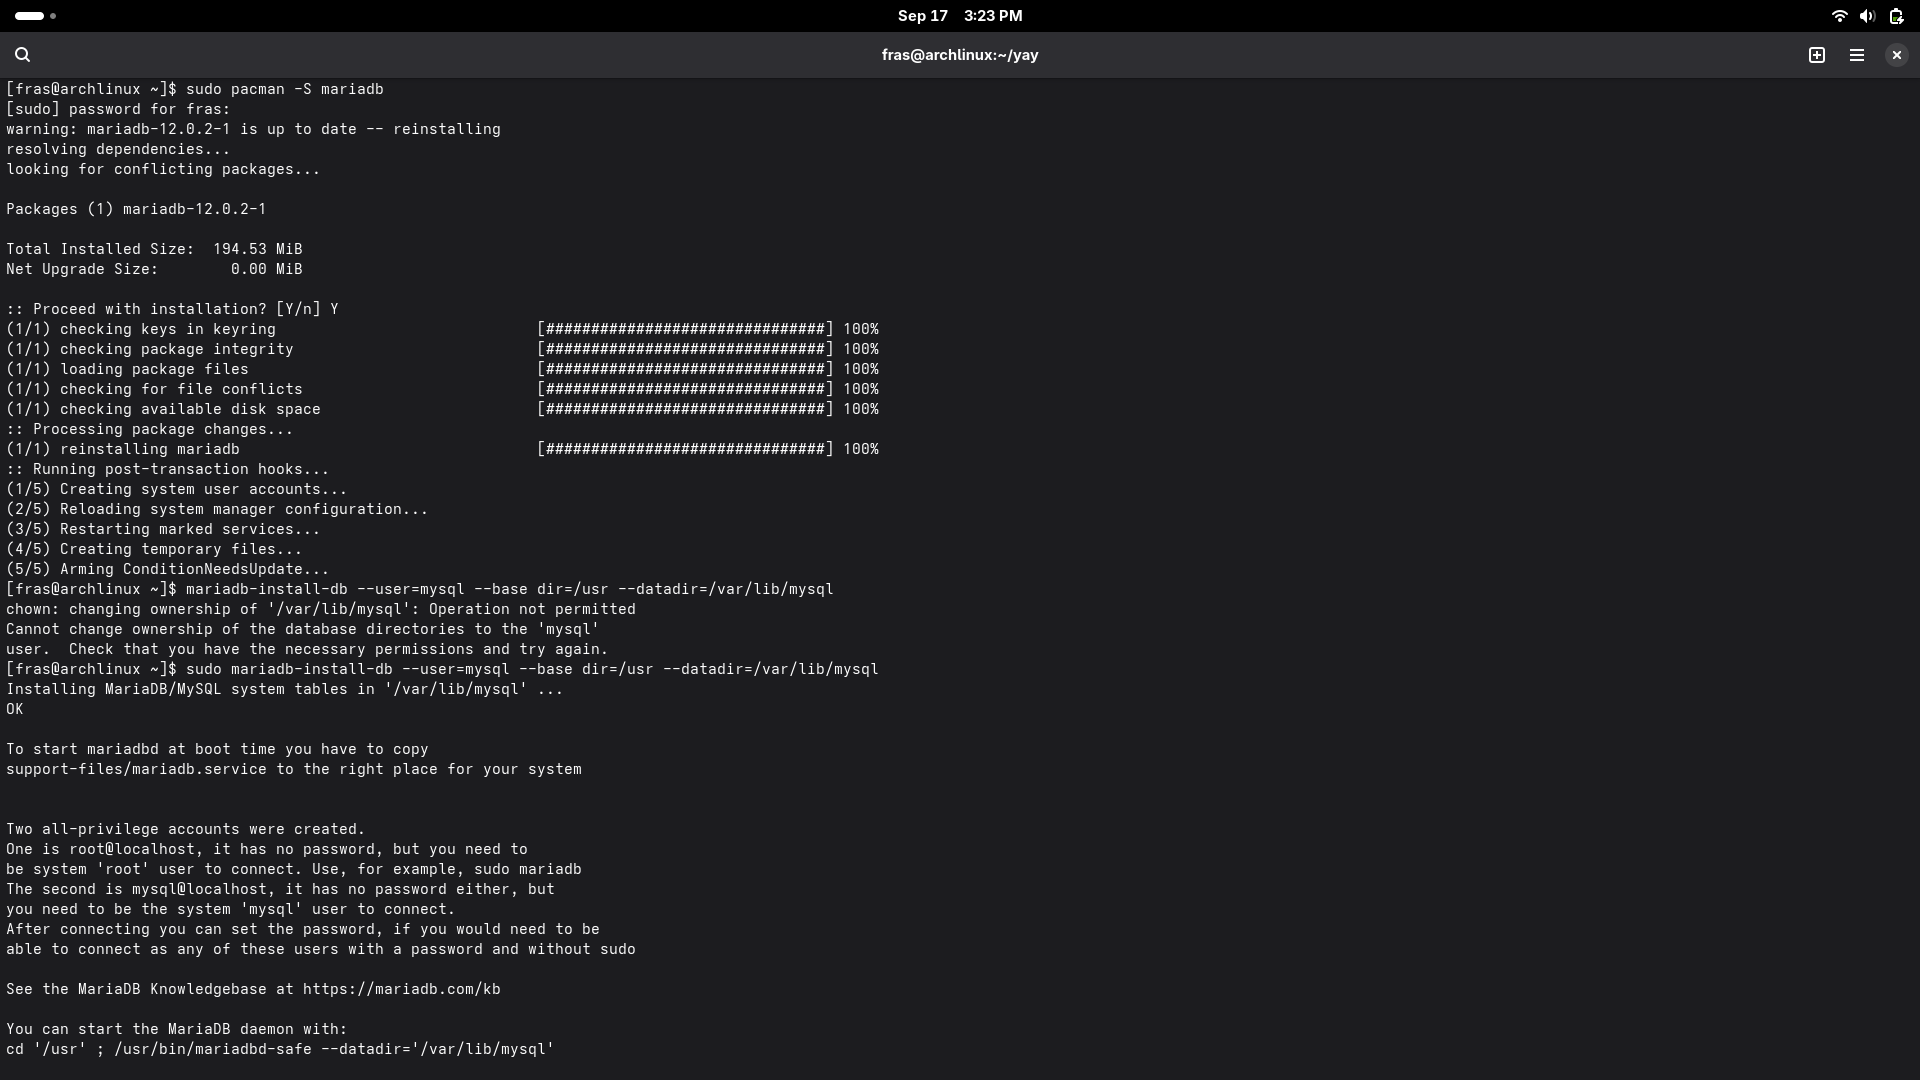 Sep 17 3:23 PM
fras@archlinux:~/yay
[fras@archlinux ~]$ sudo pacman -S mariadb
[sudo] password for fras:
warning: mariadb-12.0.2-1 is up to date -- reinstalling
resolving dependencies...
looking for conflicting packages...

Packages (1) mariadb-12.0.2-1

Total Installed Size:  194.53 MiB
Net Upgrade Size:        0.00 MiB

:: Proceed with installation? [Y/n] Y
(1/1) checking keys in keyring                             [###############################] 100%
(1/1) checking package integrity                           [###############################] 100%
(1/1) loading package files                                [###############################] 100%
(1/1) checking for file conflicts                          [###############################] 100%
(1/1) checking available disk space                        [###############################] 100%
:: Processing package changes...
(1/1) reinstalling mariadb                                 [###############################] 100%
:: Running post-transaction hooks...
(1/5) Creating system user accounts...
(2/5) Reloading system manager configuration...
(3/5) Restarting marked services...
(4/5) Creating temporary files...
(5/5) Arming ConditionNeedsUpdate...
[fras@archlinux ~]$ mariadb-install-db --user=mysql --base dir=/usr --datadir=/var/lib/mysql
chown: changing ownership of '/var/lib/mysql': Operation not permitted
Cannot change ownership of the database directories to the 'mysql'
user.  Check that you have the necessary permissions and try again.
[fras@archlinux ~]$ sudo mariadb-install-db --user=mysql --base dir=/usr --datadir=/var/lib/mysql
Installing MariaDB/MySQL system tables in '/var/lib/mysql' ...
OK

To start mariadbd at boot time you have to copy
support-files/mariadb.service to the right place for your system


Two all-privilege accounts were created.
One is root@localhost, it has no password, but you need to
be system 'root' user to connect. Use, for example, sudo mariadb
The second is mysql@localhost, it has no password either, but
you need to be the system 'mysql' user to connect.
After connecting you can set the password, if you would need to be
able to connect as any of these users with a password and without sudo

See the MariaDB Knowledgebase at https://mariadb.com/kb

You can start the MariaDB daemon with:
cd '/usr' ; /usr/bin/mariadbd-safe --datadir='/var/lib/mysql'